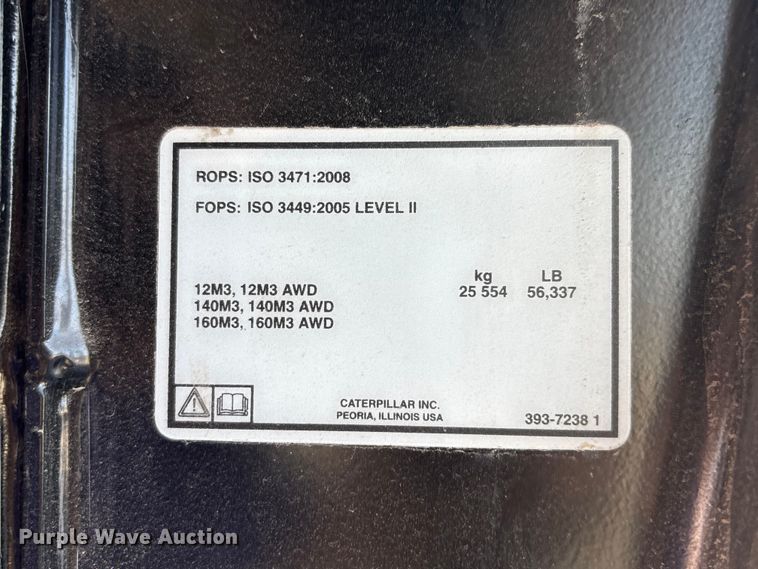 ROPS: ISO 3471:2008
FOPS: ISO 3449:2005 LEVEL II
kg LB
12M3, 12M3 AWD 25 554 56,337
140M3, 140M3 AWD
160M3, 160M3 AWD
CATERPILLAR INC.
PEORIA, ILLINOIS USA
393-7238 1
Purple Wave Auction